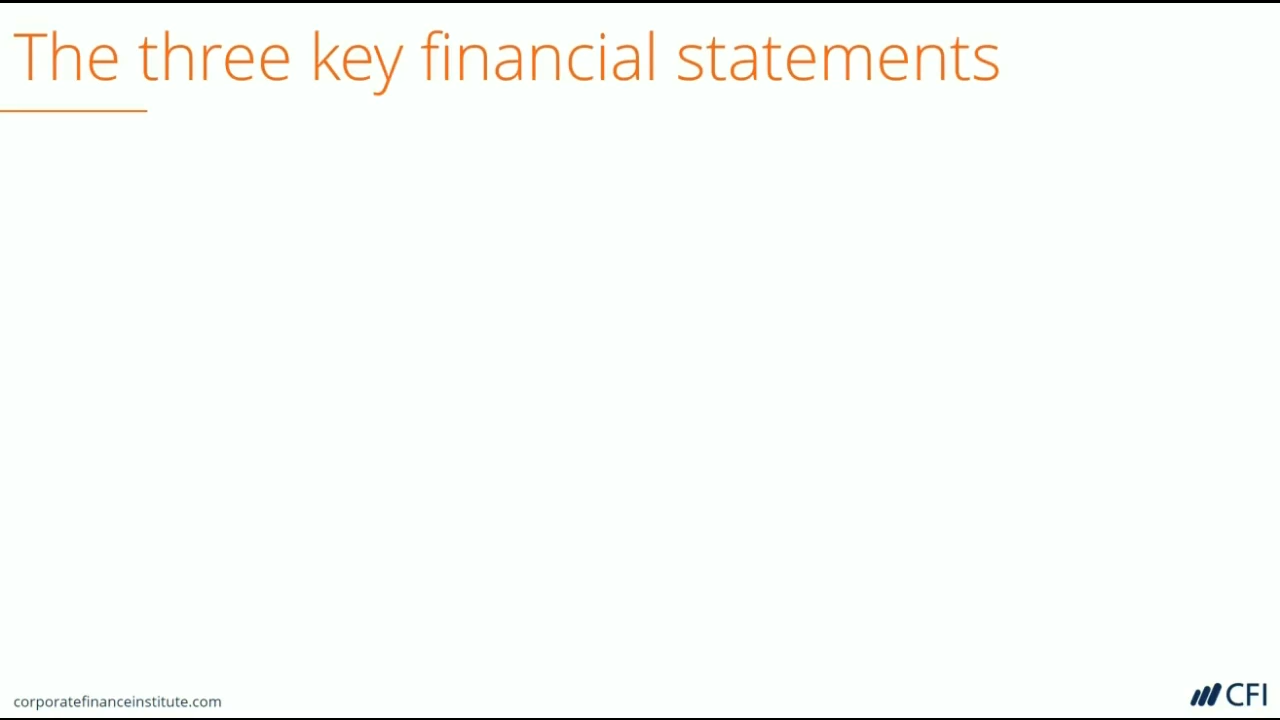 The three key financial statements
corporatefinanceinstitute.com
CFI